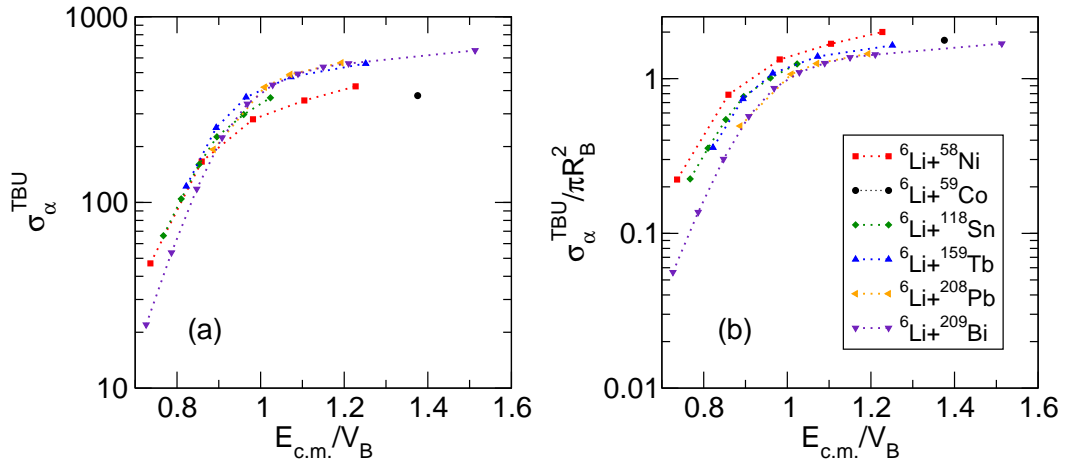 1000
100
10
σ_α^TBU
0.8 1 1.2 1.4 1.6
E_c.m./V_B
(a)
1
0.1
0.01
σ_α^TBU/πR_B^2
0.8 1 1.2 1.4 1.6
E_c.m./V_B
(b)
^6Li+^58Ni
^6Li+^59Co
^6Li+^118Sn
^6Li+^159Tb
^6Li+^208Pb
^6Li+^209Bi